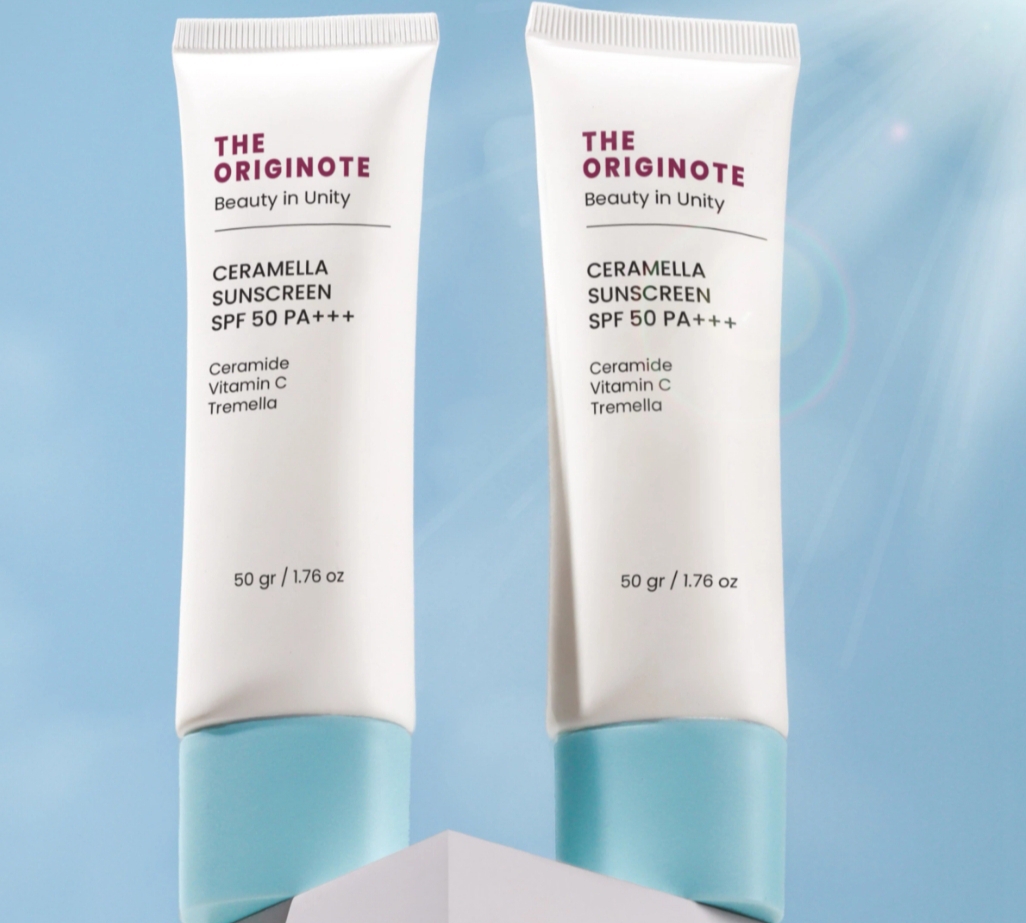 THE
ORIGINOTE
Beauty in Unity
CERAMELLA
SUNSCREEN
SPF 50 PA+++
Ceramide
Vitamin C
Tremella
50 gr / 1.76 oz
THE
ORIGINOTE
Beauty in Unity
CERAMELLA
SUNSCREEN
SPF 50 PA+++
Ceramide
Vitamin C
Tremella
50 gr / 1.76 oz